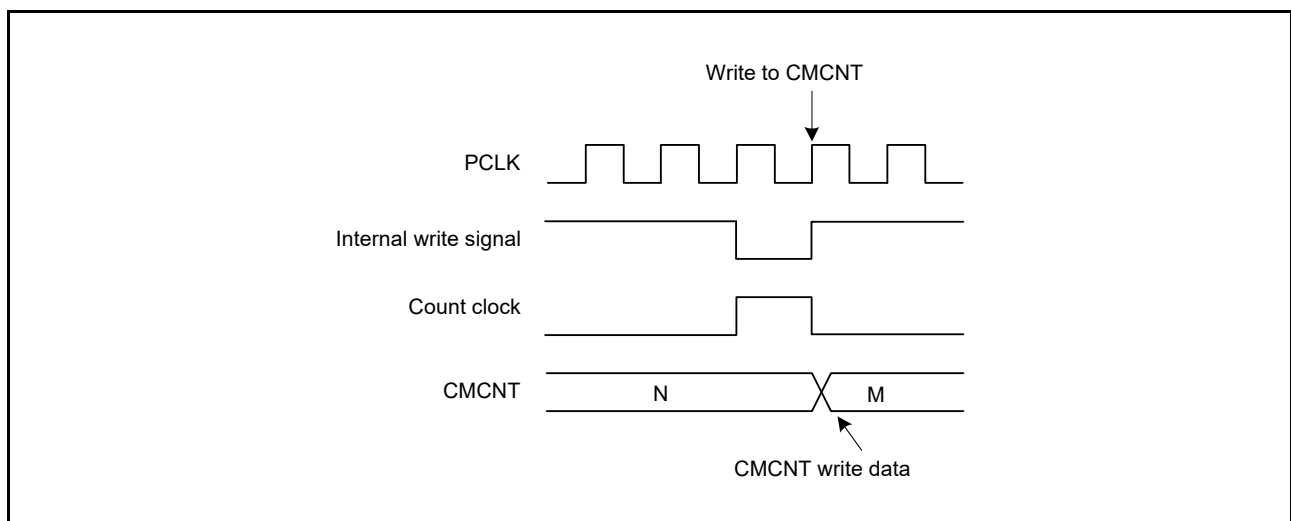 Write to CMCNT
PCLK
Internal write signal
Count clock
CMCNT
N
M
CMCNT write data